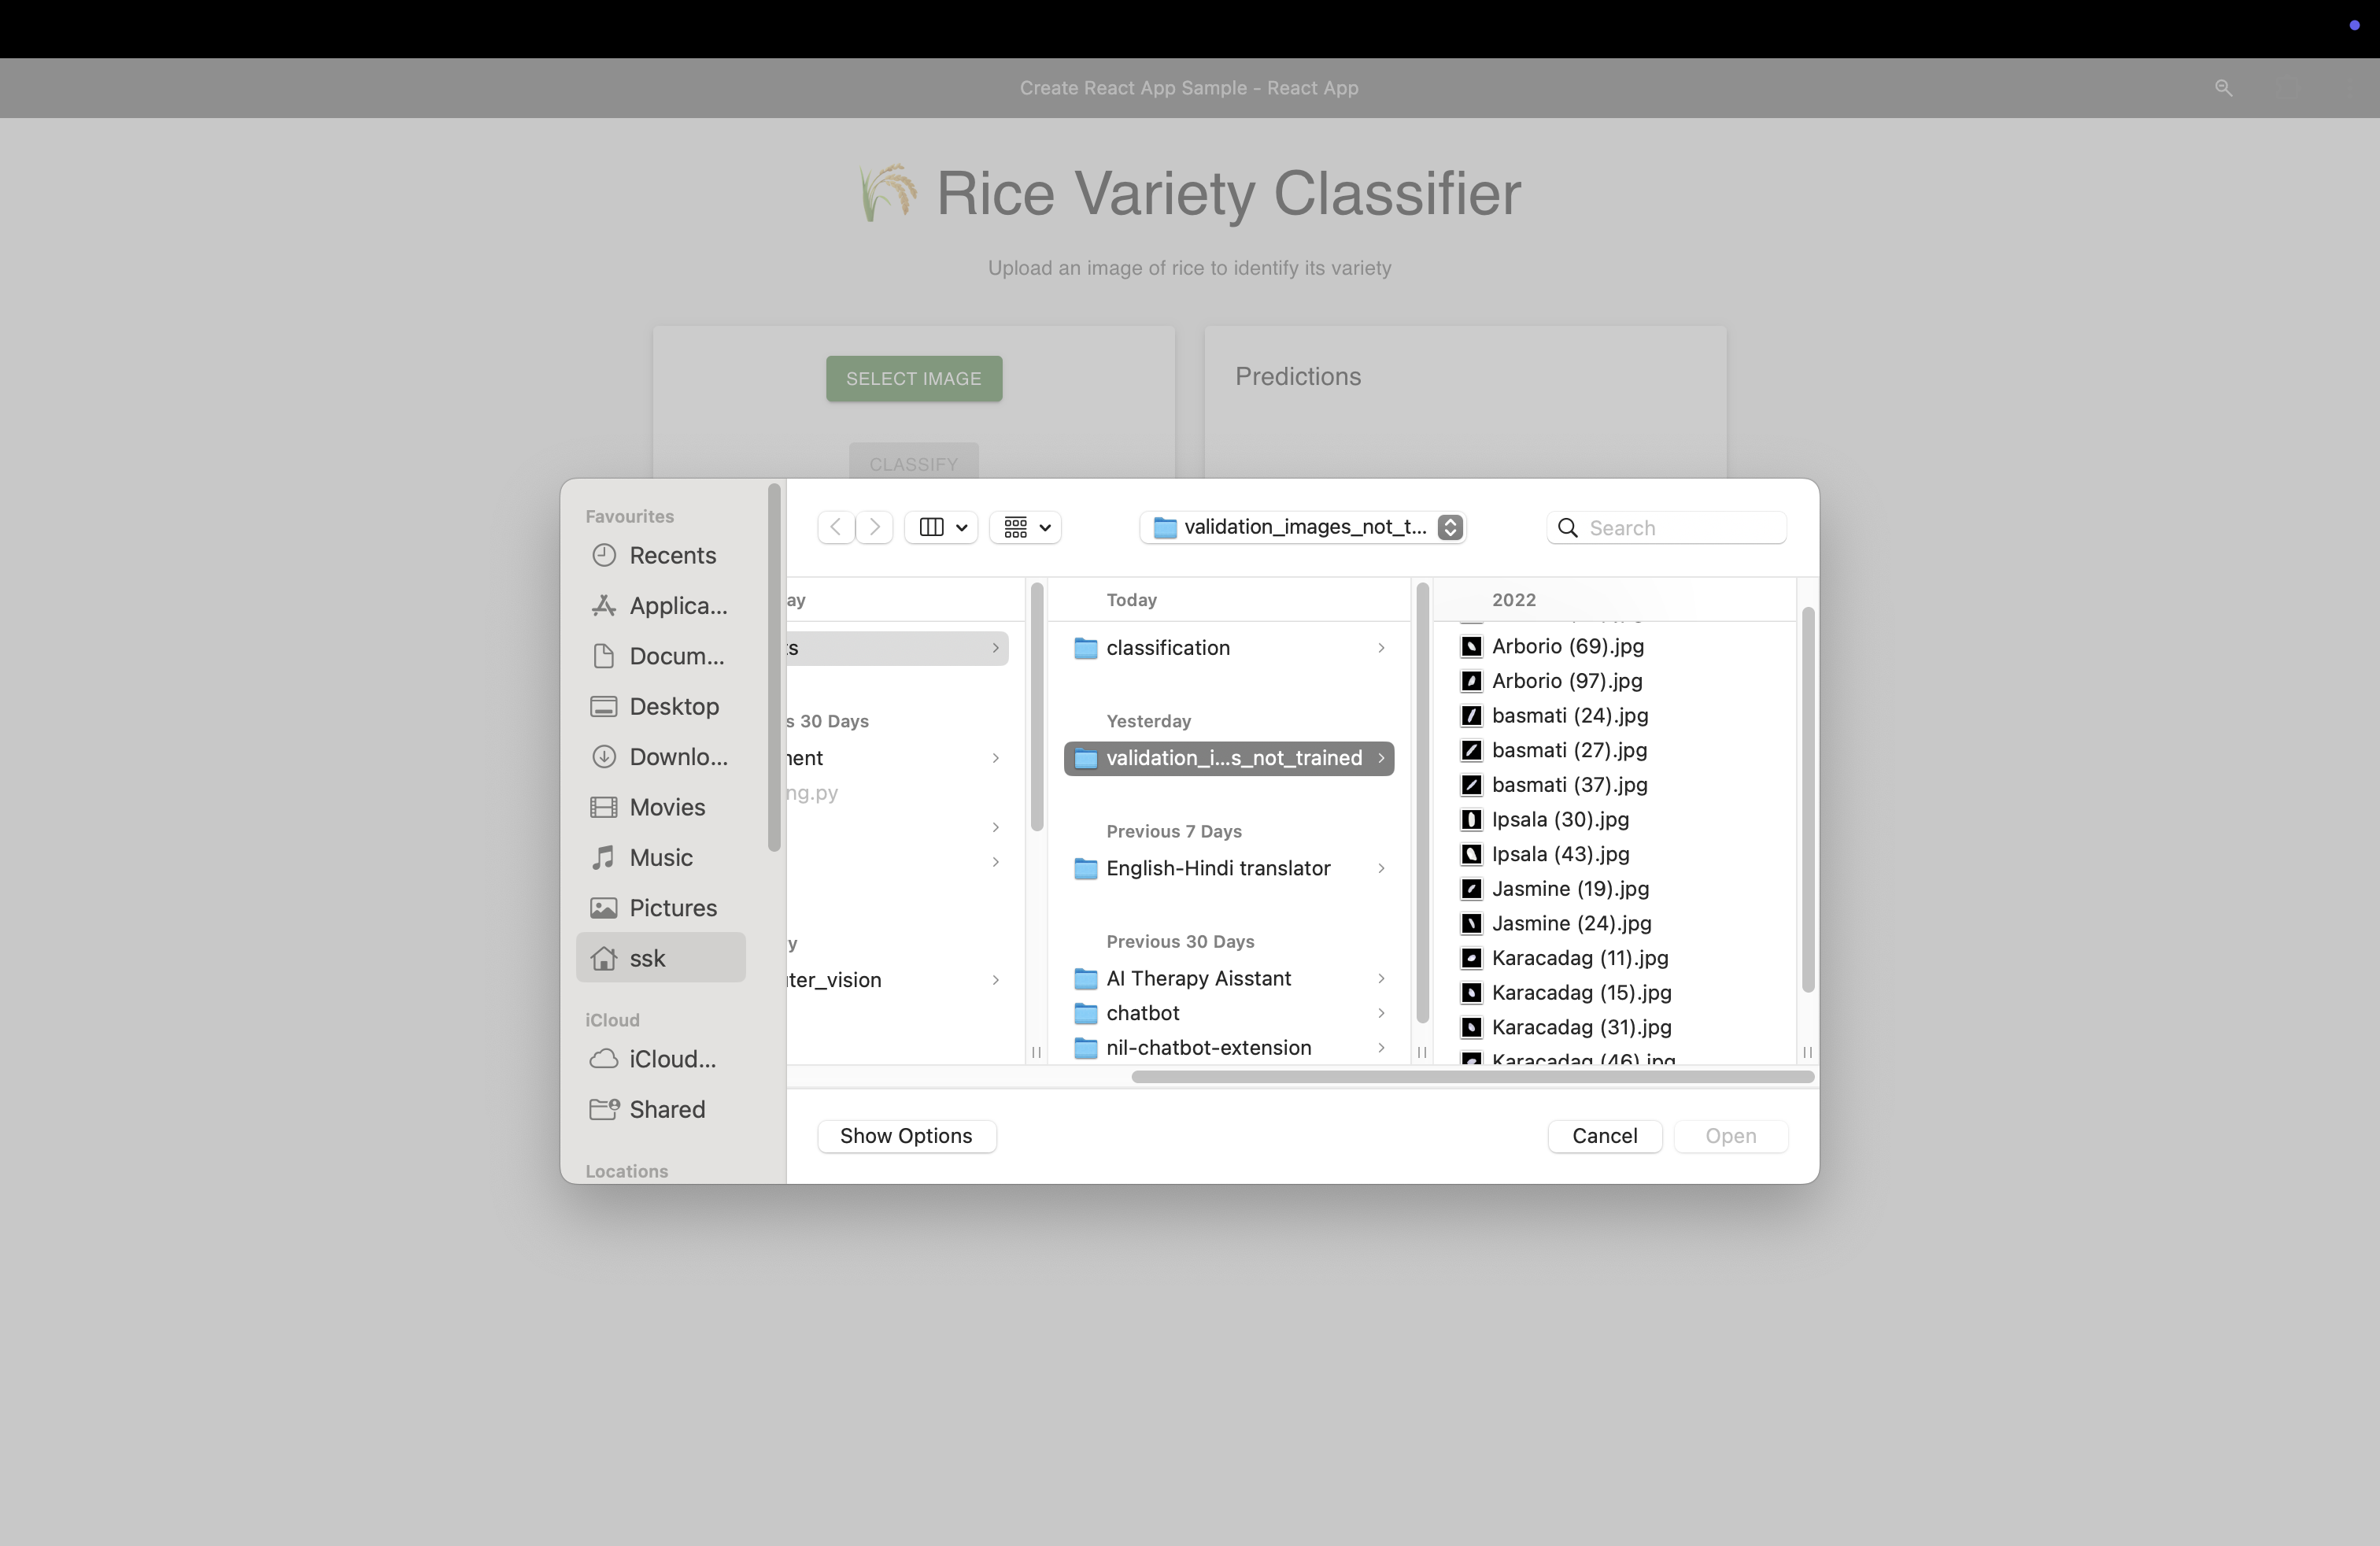 Create React App Sample - React App
Rice Variety Classifier
Upload an image of rice to identify its variety
SELECT IMAGE
CLASSIFY
Predictions
Favourites
Recents
Applica...
Docum...
Desktop
Downlo...
Movies
Music
Pictures
ssk
iCloud
iCloud...
Shared
Locations
validation_images_not_t...
Search
ay
ts
s 30 Days
nent
ng.py
y
ter_vision
Today
classification
Yesterday
validation_i...s_not_trained
Previous 7 Days
English-Hindi translator
Previous 30 Days
AI Therapy Aisstant
chatbot
nil-chatbot-extension
2022
Arborio (69).jpg
Arborio (97).jpg
basmati (24).jpg
basmati (27).jpg
basmati (37).jpg
Ipsala (30).jpg
Ipsala (43).jpg
Jasmine (19).jpg
Jasmine (24).jpg
Karacadag (11).jpg
Karacadag (15).jpg
Karacadag (31).jpg
Karacadag (46).jpg
Show Options
Cancel
Open